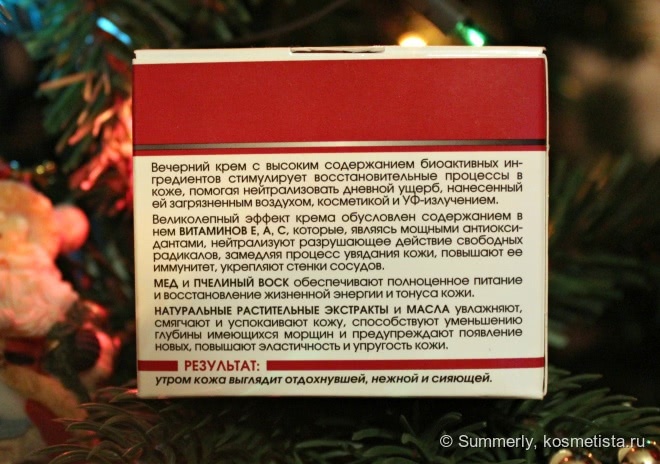 Вечерний крем с высоким содержанием биоактивных ин-
гредиентов стимулирует восстановительные процессы в
коже, помогая нейтрализовать дневной ущерб, нанесенный
ей загрязненным воздухом, косметикой и УФ-излучением.
Великолепный эффект крема обусловлен содержанием в
нем ВИТАМИНОВ Е, А, С, которые, являясь мощными антиокси-
дантами, нейтрализуют разрушающее действие свободных
радикалов, замедляя процесс увядания кожи, повышают ее
иммунитет, укрепляют стенки сосудов.
МЕД и ПЧЕЛИНЫЙ ВОСК обеспечивают полноценное питание
и восстановление жизненной энергии и тонуса кожи.
НАТУРАЛЬНЫЕ РАСТИТЕЛЬНЫЕ ЭКСТРАКТЫ и МАСЛА увлажняют,
смягчают и успокаивают кожу, способствуют уменьшению
глубины имеющихся морщин и предупреждают появление
новых, повышают эластичность и упругость кожи.
РЕЗУЛЬТАТ:
утром кожа выглядит отдохнувшей, нежной и сияющей.
© Summerly, kosmetista.ru